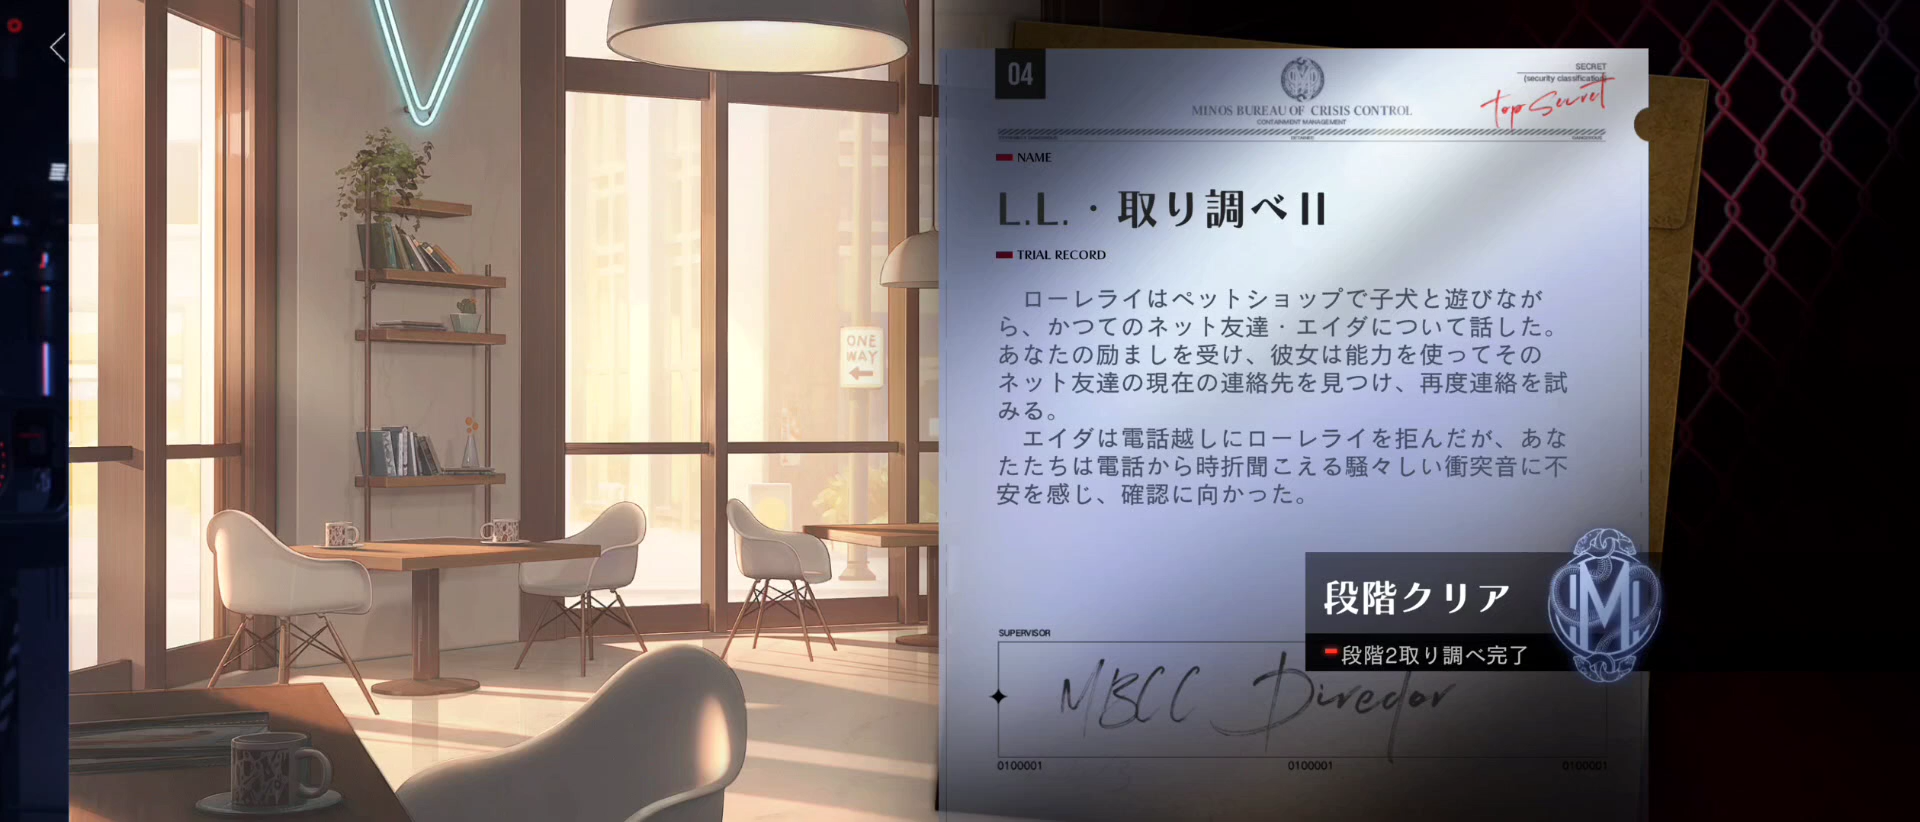 ONE
WAY
04
MINOS BUREAU OF CRISIS CONTROL
CONTAINMENT MANAGEMENT
SECRET
(security classification)
Top Secret
NAME
L.L.・取り調べ II
TRIAL RECORD
ローレライはペットショップで子犬と遊びなが
ら、かつてのネット友達・エイダについて話した。
あなたの励ましを受け、彼女は能力を使ってその
ネット友達の現在の連絡先を見つけ、再度連絡を試
みる。
エイダは電話越しにローレライを拒んだが、あな
たたちは電話から時折聞こえる騒々しい衝突音に不
安を感じ、確認に向かった。
段階クリア
段階2取り調べ完了
SUPERVISOR
MBCC Director
0100001
0100001
0100001